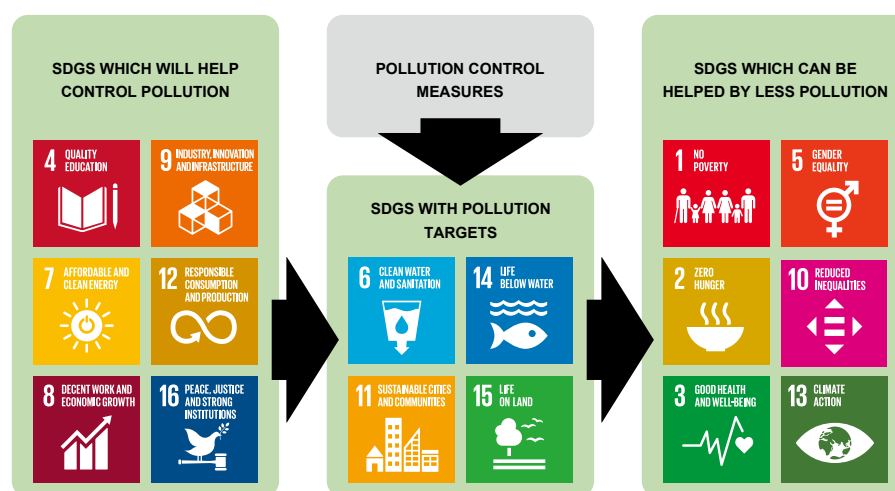 SDGS WHICH WILL HELP
CONTROL POLLUTION
4 QUALITY
EDUCATION
9 INDUSTRY, INNOVATION
AND INFRASTRUCTURE
7 AFFORDABLE AND
CLEAN ENERGY
12 RESPONSIBLE
CONSUMPTION
AND PRODUCTION
8 DECENT WORK AND
ECONOMIC GROWTH
16 PEACE, JUSTICE
AND STRONG
INSTITUTIONS
POLLUTION CONTROL
MEASURES
SDGS WITH POLLUTION
TARGETS
6 CLEAN WATER
AND SANITATION
14 LIFE
BELOW WATER
11 SUSTAINABLE CITIES
AND COMMUNITIES
15 LIFE
ON LAND
SDGS WHICH CAN BE
HELPED BY LESS POLLUTION
1 NO
POVERTY
5 GENDER
EQUALITY
2 ZERO
HUNGER
10 REDUCED
INEQUALITIES
3 GOOD HEALTH
AND WELL-BEING
13 CLIMATE
ACTION